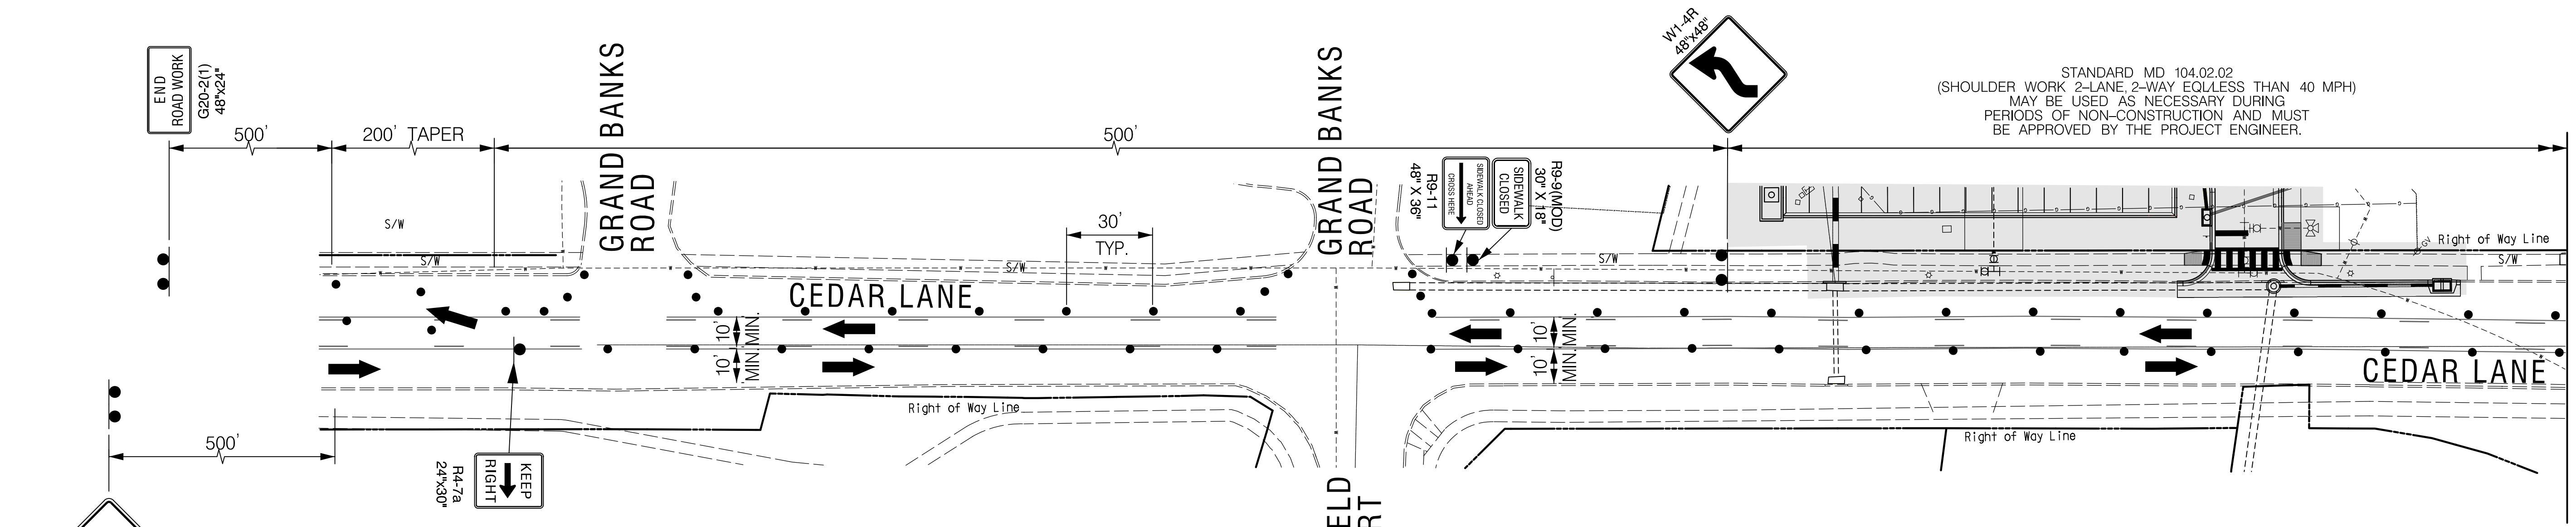 END
ROAD WORK
G20-2(1)
48"x24"
500'
200' TAPER
500'
GRAND BANKS
ROAD
GRAND BANKS
ROAD
W1-4R
48"x48"
STANDARD MD 104.02.02
(SHOULDER WORK 2-LANE, 2-WAY EQL/LESS THAN 40 MPH)
MAY BE USED AS NECESSARY DURING
PERIODS OF NON-CONSTRUCTION AND MUST
BE APPROVED BY THE PROJECT ENGINEER.
SIDEWALK CLOSED
AHEAD
CROSS HERE
R9-11
48" X 36"
SIDEWALK
CLOSED
R9-9(MOD)
30" X 18"
S/W
S/W
30'
TYP.
S/W
S/W
Right of Way Line
S/W
GV
CEDAR LANE
10'
MIN.
10'
MIN.
10'
MIN.
10'
MIN.
CEDAR LANE
Right of Way Line
Right of Way Line
500'
KEEP
RIGHT
R4-7a
24"x30"
ELD
RT